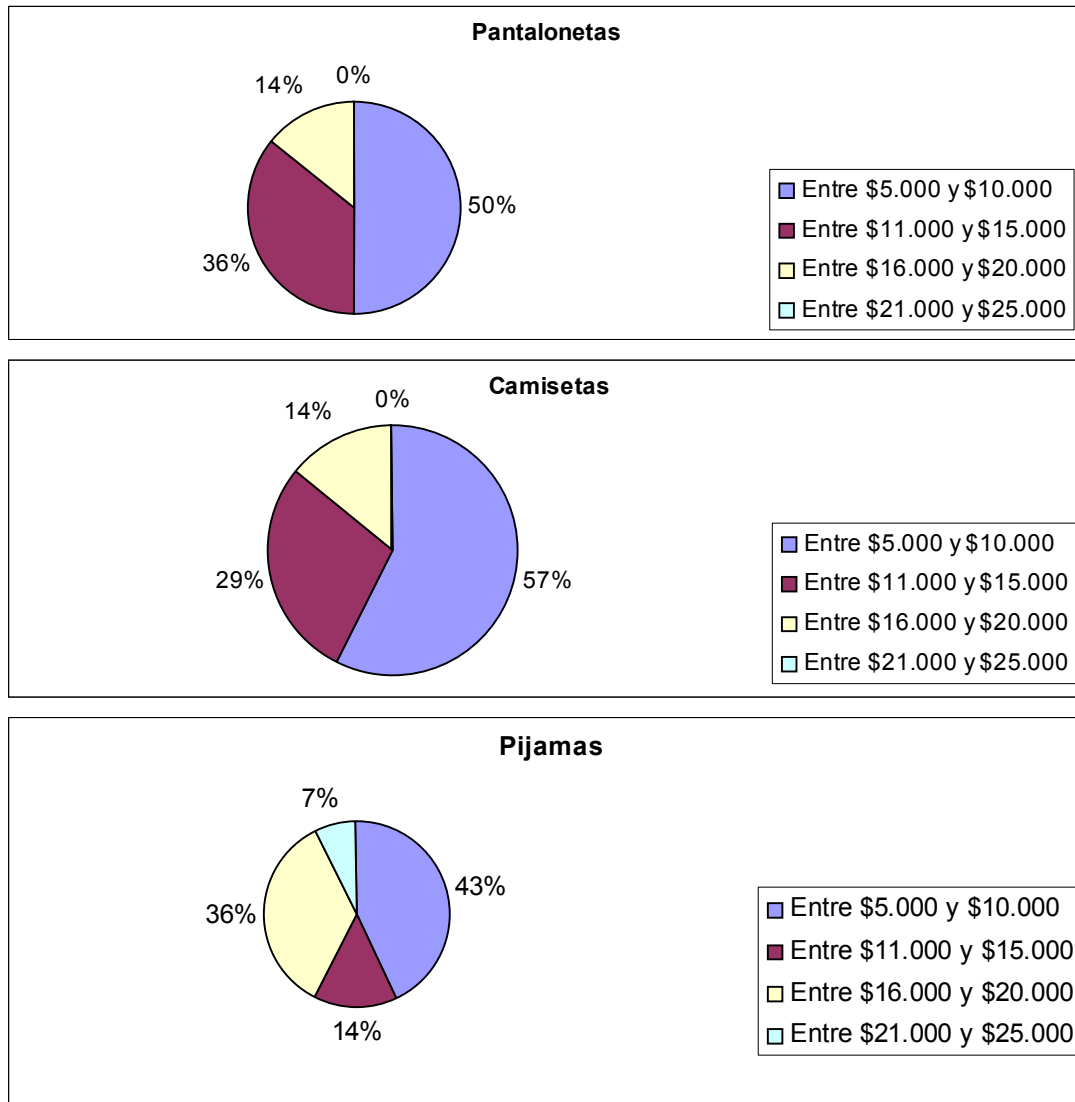 Pantalonetas
14%
0%
50%
36%
Entre $5.000 y $10.000
Entre $11.000 y $15.000
Entre $16.000 y $20.000
Entre $21.000 y $25.000
Camisetas
14%
0%
29%
57%
Entre $5.000 y $10.000
Entre $11.000 y $15.000
Entre $16.000 y $20.000
Entre $21.000 y $25.000
Pijamas
7%
43%
36%
14%
Entre $5.000 y $10.000
Entre $11.000 y $15.000
Entre $16.000 y $20.000
Entre $21.000 y $25.000